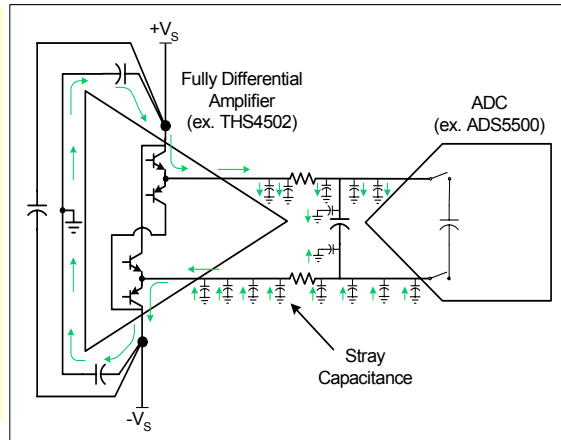 +VS
Fully Differential
Amplifier
(ex. THS4502)
ADC
(ex. ADS5500)
Stray
Capacitance
-VS